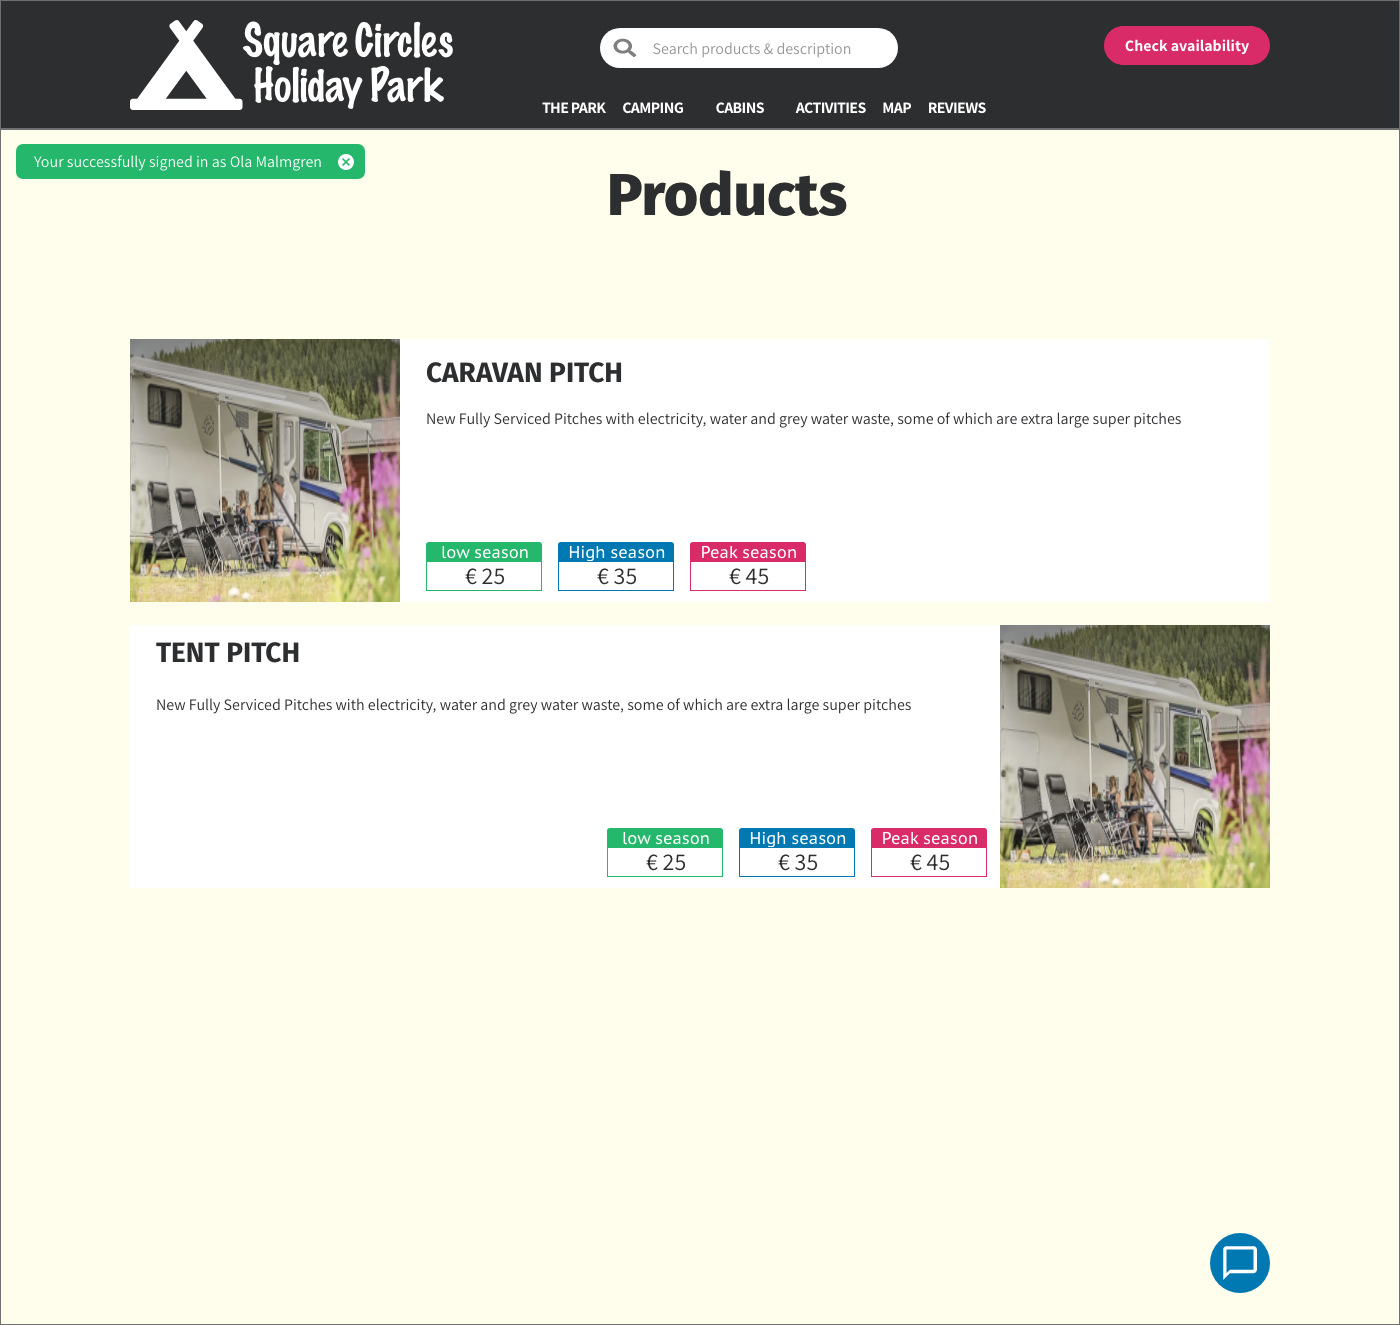 Square Circles
Holiday Park
Search products & description
Check availability
THE PARK CAMPING CABINS ACTIVITIES MAP REVIEWS
Your successfully signed in as Ola Malmgren
Products
CARAVAN PITCH
New Fully Serviced Pitches with electricity, water and grey water waste, some of which are extra large super pitches
low season High season Peak season
€ 25 € 35 € 45
TENT PITCH
New Fully Serviced Pitches with electricity, water and grey water waste, some of which are extra large super pitches
low season High season Peak season
€ 25 € 35 € 45